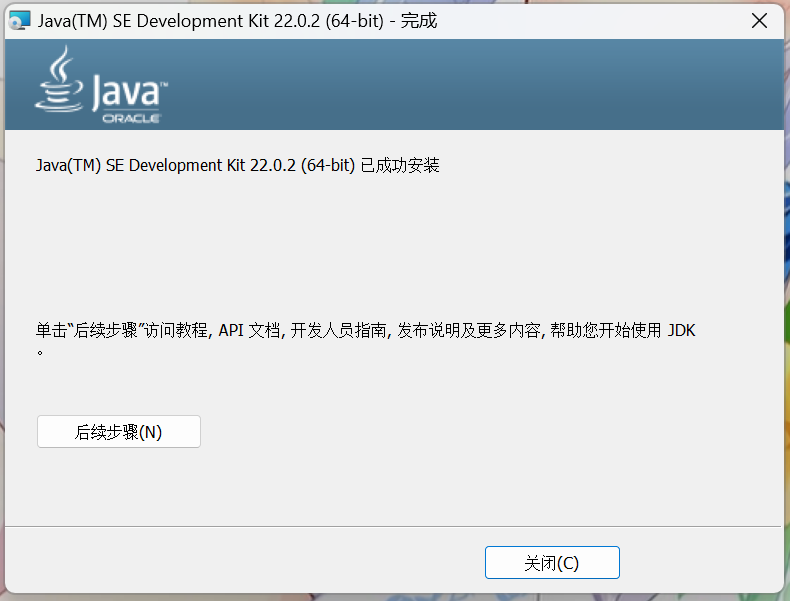 Java(TM) SE Development Kit 22.0.2 (64-bit) - 完成
Java™
ORACLE
Java(TM) SE Development Kit 22.0.2 (64-bit) 已成功安装
单击“后续步骤”访问教程, API 文档, 开发人员指南, 发布说明及更多内容, 帮助您开始使用 JDK
。
后续步骤(N)
关闭(C)